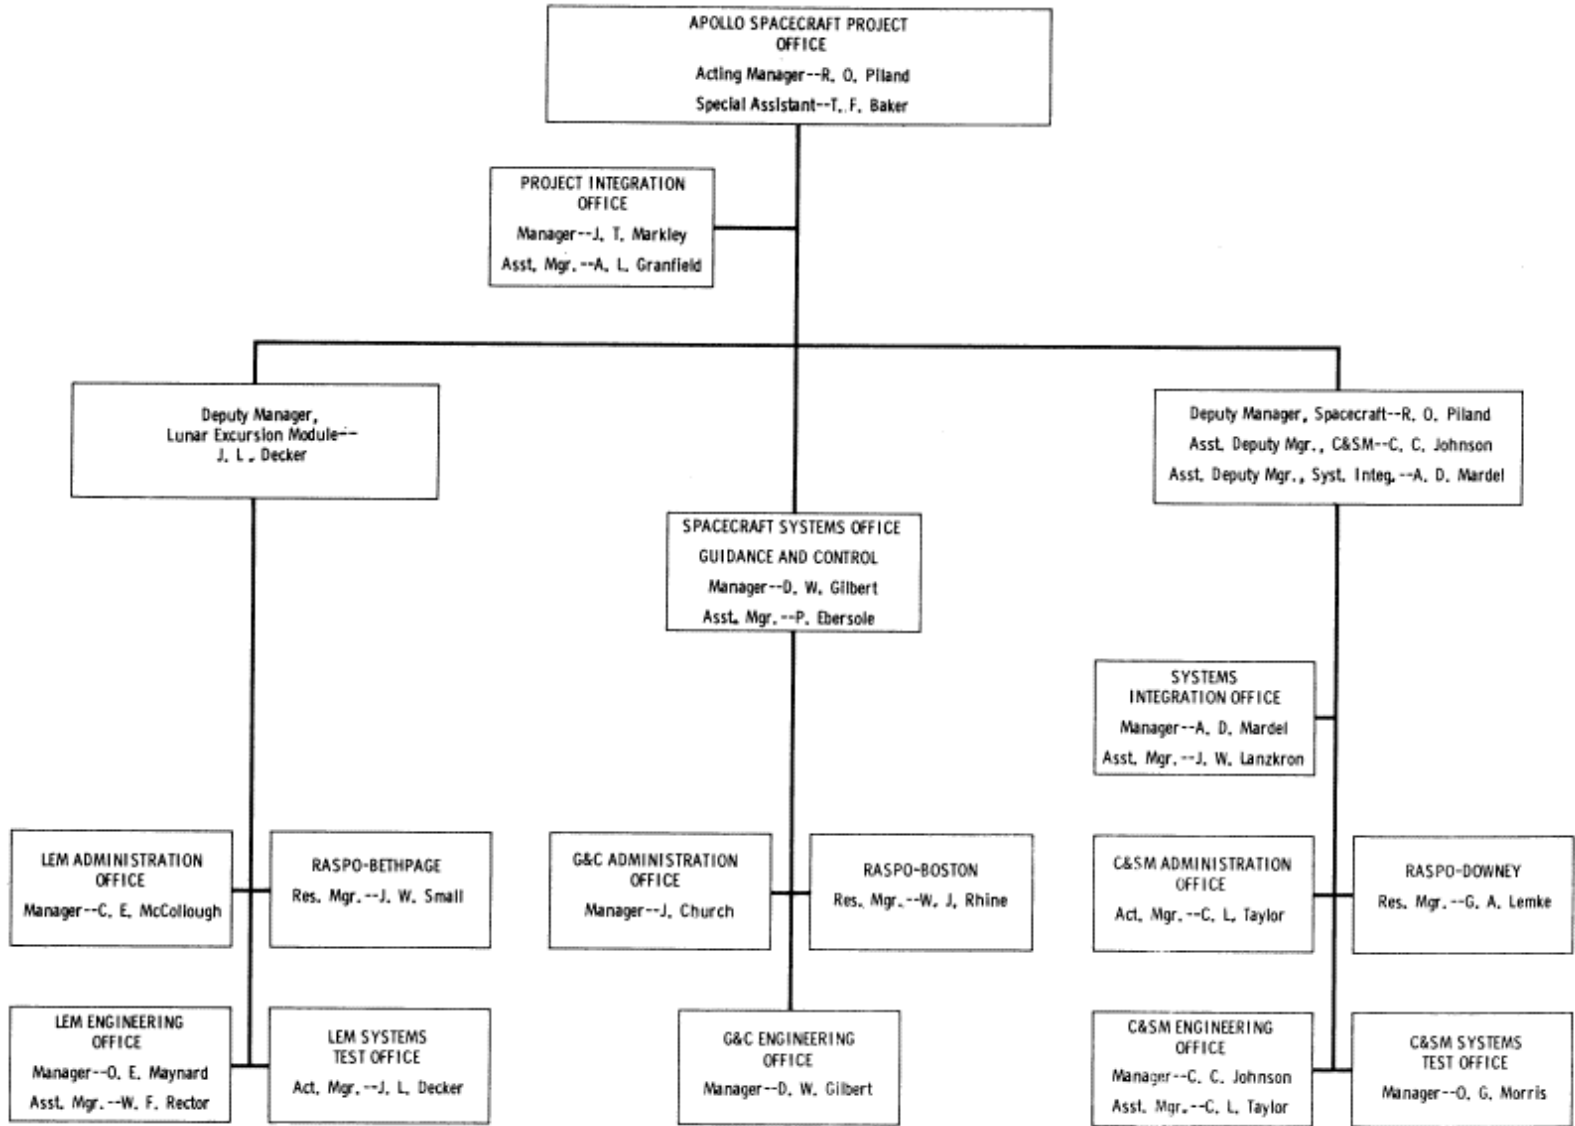 APOLLO SPACECRAFT PROJECT
OFFICE
Acting Manager--R. O. Piland
Special Assistant--T. F. Baker
PROJECT INTEGRATION
OFFICE
Manager--J. T. Markley
Asst. Mgr.--A. L. Granfield
Deputy Manager,
Lunar Excursion Module--
J. L. Decker
Deputy Manager, Spacecraft--R. O. Piland
Asst. Deputy Mgr., C&SM--C. C. Johnson
Asst. Deputy Mgr., Syst. Integ.--A. D. Mardel
SPACECRAFT SYSTEMS OFFICE
GUIDANCE AND CONTROL
Manager--D. W. Gilbert
Asst. Mgr.--P. Ebersole
SYSTEMS
INTEGRATION OFFICE
Manager--A. D. Mardel
Asst. Mgr.--J. W. Lanzkron
LEM ADMINISTRATION
OFFICE
Manager--C. E. McCollough
RASPO-BETHPAGE
Res. Mgr.--J. W. Small
G&C ADMINISTRATION
OFFICE
Manager--J. Church
RASPO-BOSTON
Res. Mgr.--W. J. Rhine
C&SM ADMINISTRATION
OFFICE
Act. Mgr.--C. L. Taylor
RASPO-DOWNEY
Res. Mgr.--G. A. Lemke
LEM ENGINEERING
OFFICE
Manager--O. E. Maynard
Asst. Mgr.--W. F. Rector
LEM SYSTEMS
TEST OFFICE
Act. Mgr.--J. L. Decker
G&C ENGINEERING
OFFICE
Manager--D. W. Gilbert
C&SM ENGINEERING
OFFICE
Manager--C. C. Johnson
Asst. Mgr.--C. L. Taylor
C&SM SYSTEMS
TEST OFFICE
Manager--O. G. Morris